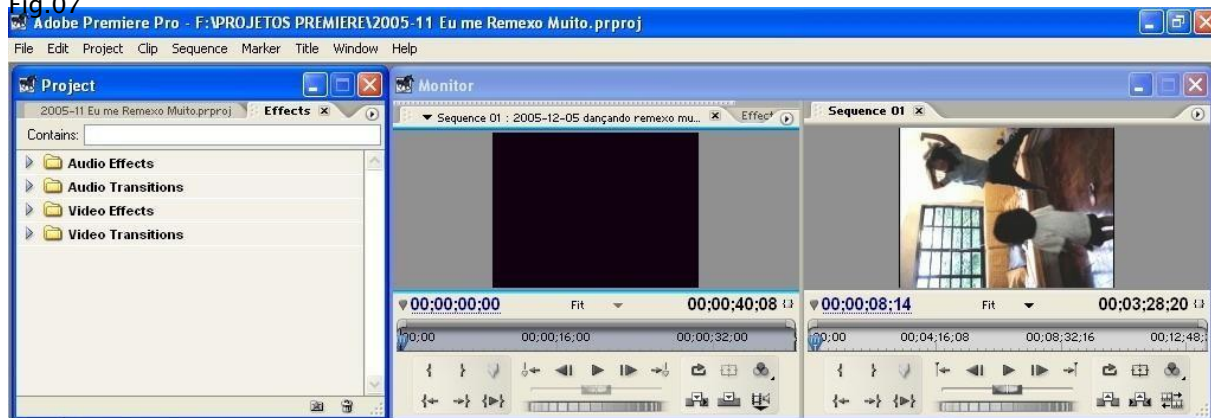 Fig.07
Adobe Premiere Pro - F:\PROJETOS PREMIERE\2005-11 Eu me Remexo Muito.prproj
File Edit Project Clip Sequence Marker Title Window Help
Project
2005-11 Eu me Remexo Muito.prproj Effects
Contains:
Audio Effects
Audio Transitions
Video Effects
Video Transitions
Monitor
Sequence 01 : 2005-12-05 dançando remexo mu... Effect
00;00;00;00 Fit 00;00;40;08
00;00 00;00;16;00 00;00;32;00
Sequence 01
00;00;08;14 Fit 00;03;28;20
00;00 00;04;16;08 00;08;32;16 00;12;48;